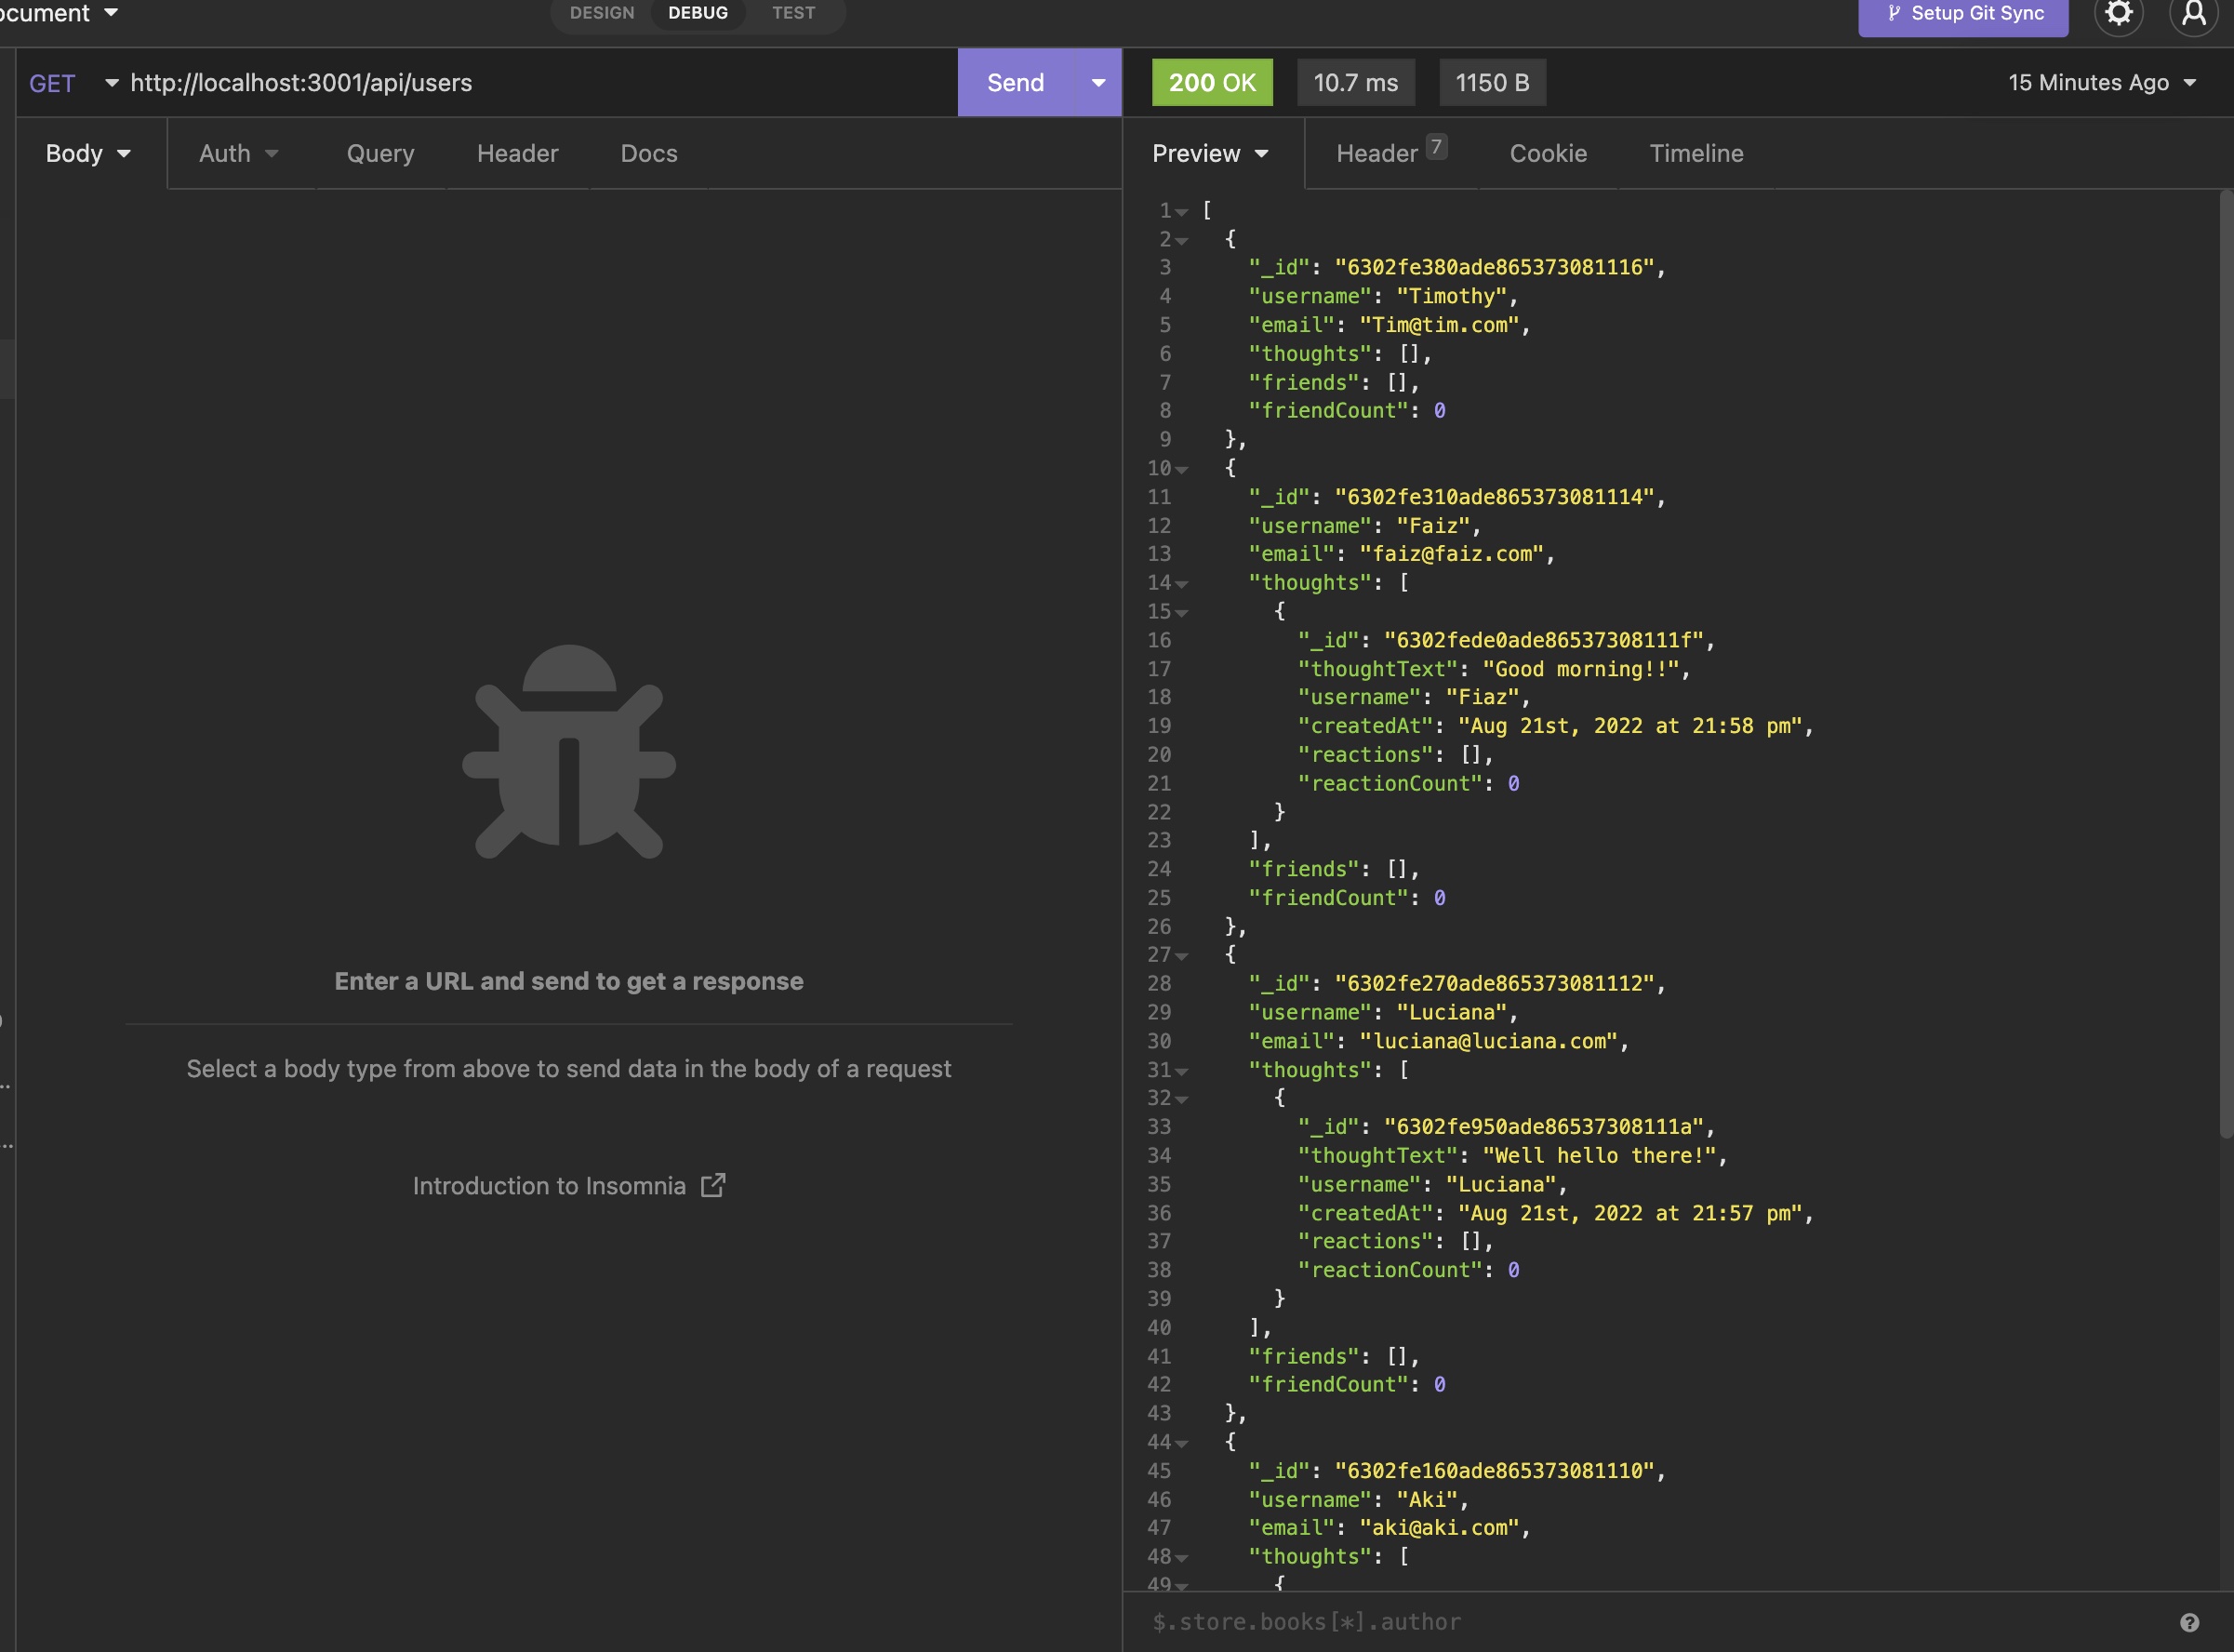 ocument
DESIGN DEBUG TEST
Setup Git Sync
GET http://localhost:3001/api/users
Send
200 OK 10.7 ms 1150 B
15 Minutes Ago
Body Auth Query Header Docs
Preview Header 7 Cookie Timeline
Enter a URL and send to get a response
Select a body type from above to send data in the body of a request
Introduction to Insomnia
1 [
2 {
3 "_id": "6302fe380ade865373081116",
4 "username": "Timothy",
5 "email": "Tim@tim.com",
6 "thoughts": [],
7 "friends": [],
8 "friendCount": 0
9 },
10 {
11 "_id": "6302fe310ade865373081114",
12 "username": "Faiz",
13 "email": "faiz@faiz.com",
14 "thoughts": [
15 {
16 "_id": "6302fede0ade86537308111f",
17 "thoughtText": "Good morning!!",
18 "username": "Fiaz",
19 "createdAt": "Aug 21st, 2022 at 21:58 pm",
20 "reactions": [],
21 "reactionCount": 0
22 }
23 ],
24 "friends": [],
25 "friendCount": 0
26 },
27 {
28 "_id": "6302fe270ade865373081112",
29 "username": "Luciana",
30 "email": "luciana@luciana.com",
31 "thoughts": [
32 {
33 "_id": "6302fe950ade86537308111a",
34 "thoughtText": "Well hello there!",
35 "username": "Luciana",
36 "createdAt": "Aug 21st, 2022 at 21:57 pm",
37 "reactions": [],
38 "reactionCount": 0
39 }
40 ],
41 "friends": [],
42 "friendCount": 0
43 },
44 {
45 "_id": "6302fe160ade865373081110",
46 "username": "Aki",
47 "email": "aki@aki.com",
48 "thoughts": [
49 {
$.store.books[*].author